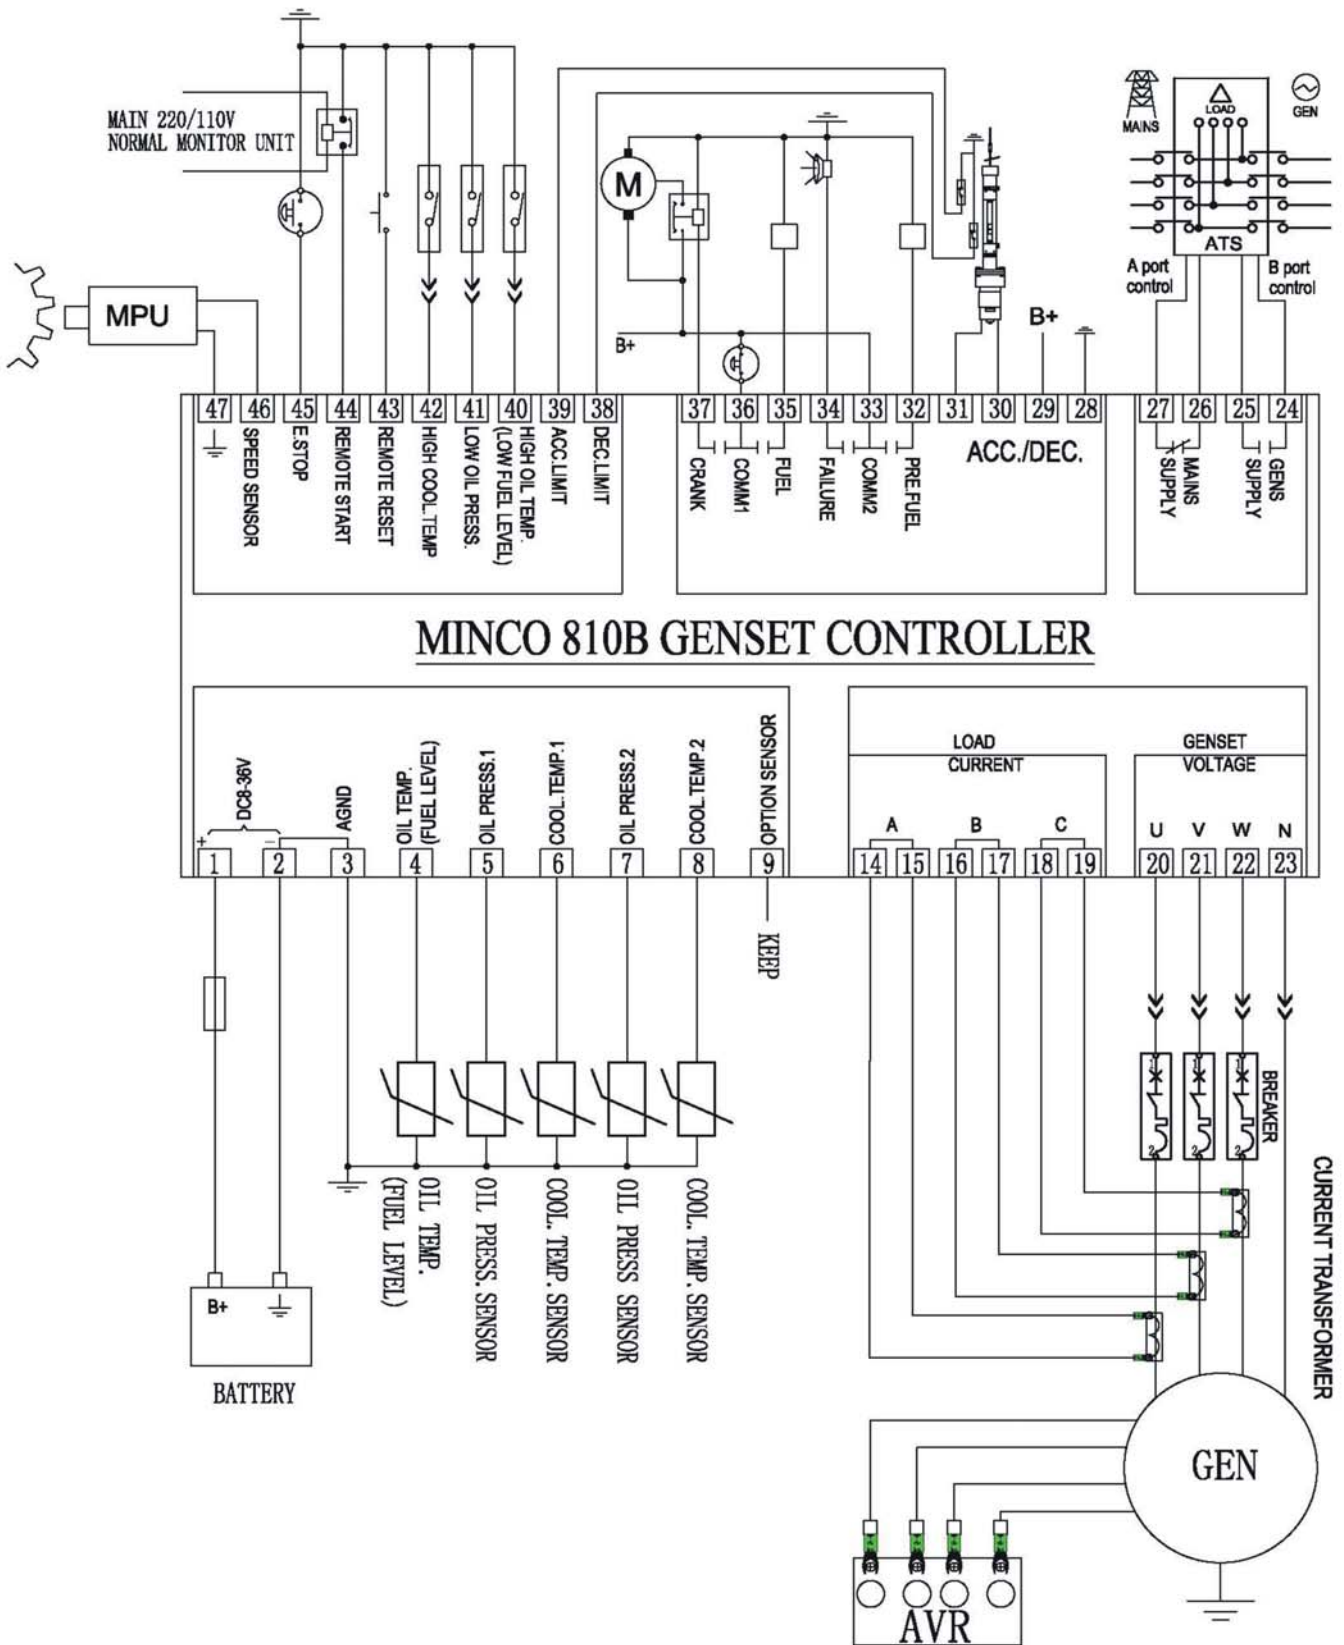 MAIN 220/110V
NORMAL MONITOR UNIT
M
MAINS
LOAD
GEN
ATS
A port
control
B port
control
MPU
B+
B+
47 46 45 44 43 42 41 40 39 38
37 36 35 34 33 32 31 30 29 28
27 26 25 24
SPEED SENSOR
E.STOP
REMOTE START
REMOTE RESET
HIGH COOL.TEMP
LOW OIL PRESS.
HIGH OIL TEMP.
(LOW FUEL LEVEL)
ACC.LIMIT
DEC.LIMIT
CRANK
COMM1
FUEL
FAILURE
COMM2
PRE.FUEL
ACC./DEC.
MAINS
SUPPLY
GENS
SUPPLY
MINCO 810B GENSET CONTROLLER
+
DC8-36V
−
AGND
OIL TEMP.
(FUEL LEVEL)
OIL PRESS.1
COOL.TEMP.1
OIL PRESS.2
COOL.TEMP.2
OPTION SENSOR
LOAD
CURRENT
GENSET
VOLTAGE
A B C
U V W N
1 2 3 4 5 6 7 8 9
14 15 16 17 18 19
20 21 22 23
KEEP
1 1 1
2 2 2
BREAKER
CURRENT TRANSFORMER
OIL TEMP.
(FUEL LEVEL)
OIL PRESS.SENSOR
COOL.TEMP.SENSOR
OIL PRESS SENSOR
COOL.TEMP.SENSOR
B+
BATTERY
GEN
AVR